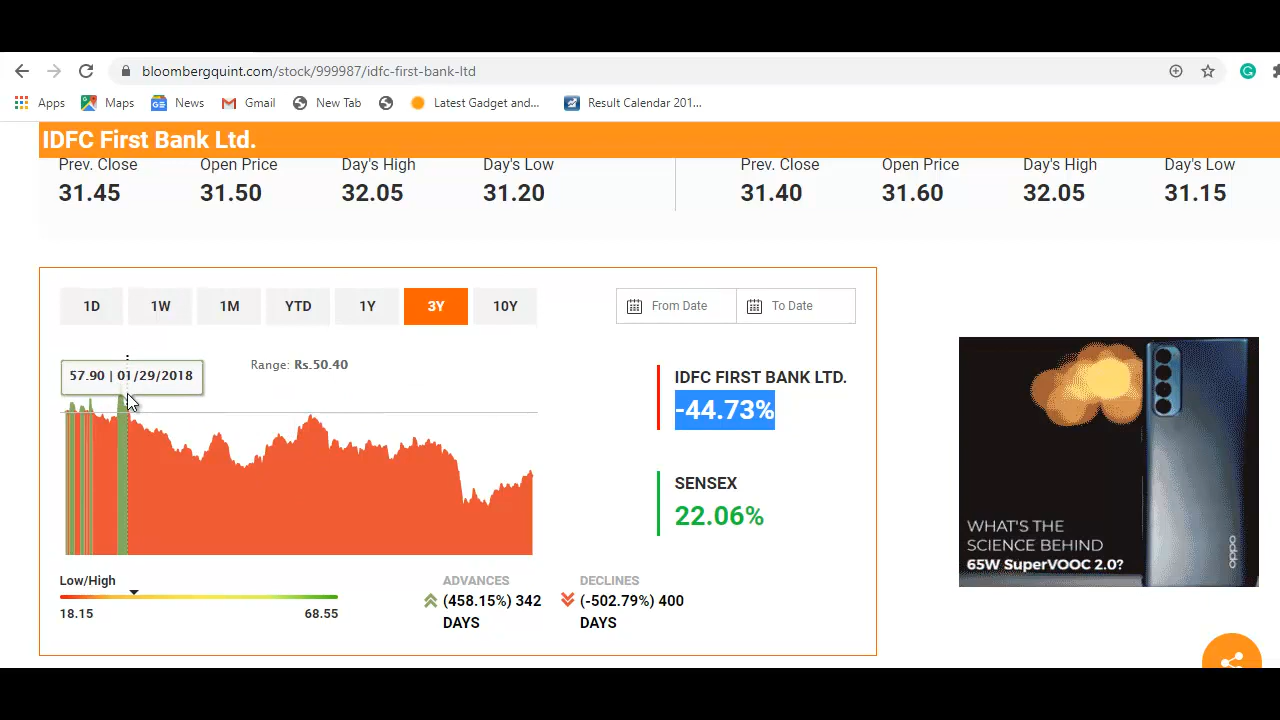 bloombergquint.com/stock/999987/idfc-first-bank-ltd
Apps Maps News Gmail New Tab Latest Gadget and... Result Calendar 201...
IDFC First Bank Ltd.
Prev. Close Open Price Day's High Day's Low Prev. Close Open Price Day's High Day's Low
31.45 31.50 32.05 31.20 31.40 31.60 32.05 31.15
1D 1W 1M YTD 1Y 3Y 10Y From Date To Date
57.90 | 01/29/2018
Range: Rs.50.40
IDFC FIRST BANK LTD.
-44.73%
SENSEX
22.06%
Low/High
18.15 68.55
ADVANCES
(458.15%) 342
DAYS
DECLINES
(-502.79%) 400
DAYS
WHAT'S THE
SCIENCE BEHIND
65W SuperVOOC 2.0?
oppo